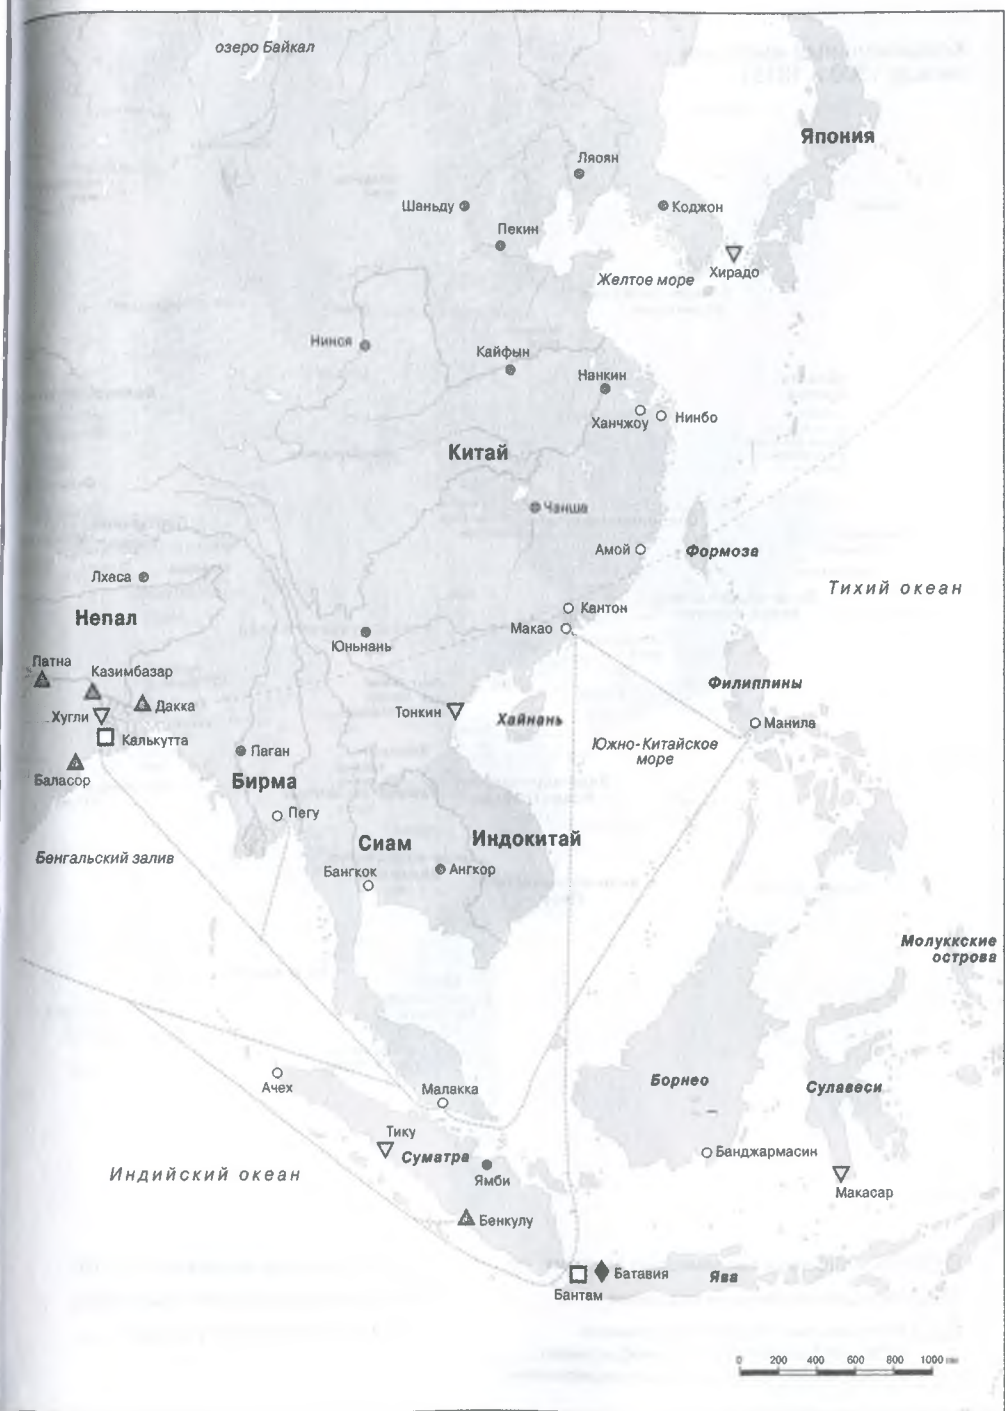 озеро Байкал
Япония
Ляоян
Шаньду
Коджон
Пекин
Хирадо
Желтое море
Нинся
Кайфын
Нанкин
Ханчжоу
Нинбо
Китай
Чанша
Амой
Формоза
Лхаса
Тихий океан
Непал
Кантон
Макао
Юньнань
Патна
Казимбазар
Филиппины
Дакка
Хугли
Тонкин
Хайнань
Манила
Калькутта
Паган
Южно-Китайское
море
Баласор
Бирма
Пегу
Сиам
Индокитай
Бенгальский залив
Бангкок
Ангкор
Молуккские
острова
Ачех
Малакка
Борнео
Сулавеси
Тику
Суматра
Банджармасин
Индийский океан
Ямби
Макасар
Бенкулу
Батавия
Ява
Бантам
0 200 400 600 800 1000